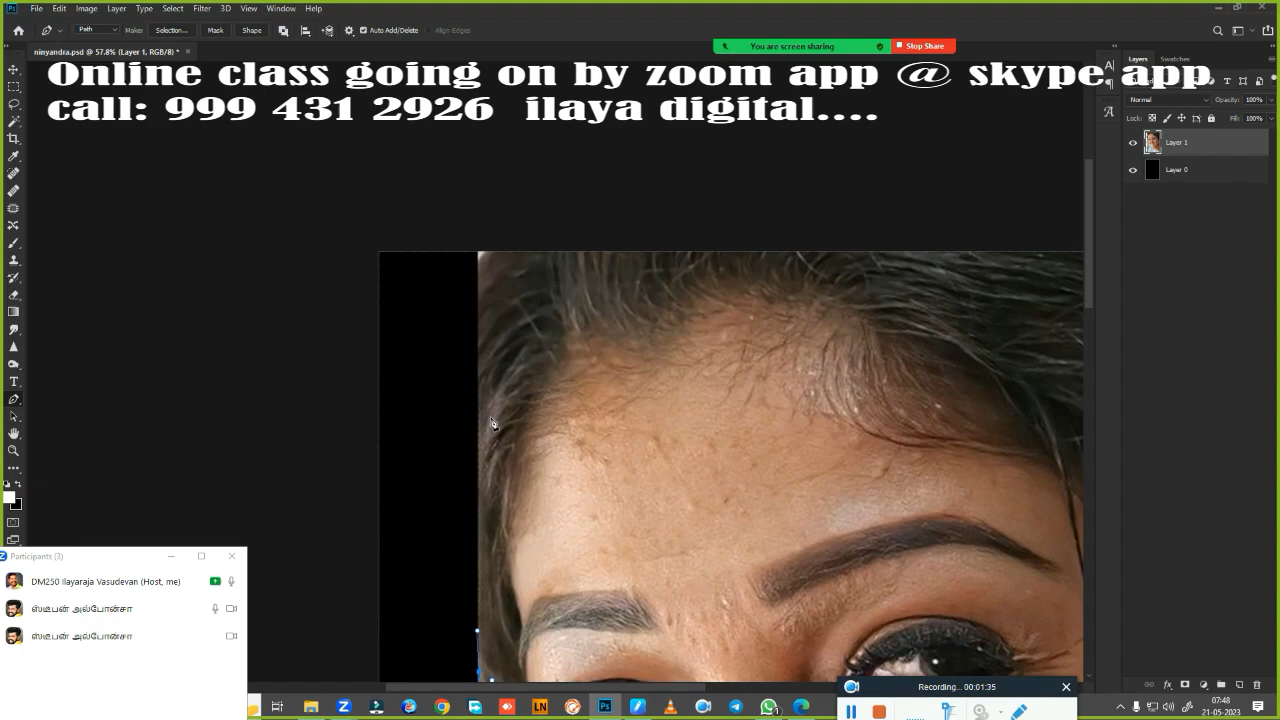 File Edit Image Layer Type Select Filter 3D View Window Help
Path Makes Selection... Mask Shape Auto Add/Delete Align Edges
ninyandra.psd @ 57.8% (Layer 1, RGB/8) *
You are screen sharing Stop Share
Online class going on by zoom app @ skype app
call: 999 431 2926 ilaya digital....
Layers Swatches
Normal Opacity: 100%
Lock: Fill: 100%
Layer 1
Layer 0
Participants (3)
DM250 Ilayaraja Vasudevan (Host, me)
ஸ்டீபன் அல்போன்சா
ஸ்டீபன் அல்போன்சா
Recording... 00:01:35
07:48
21-05-2023